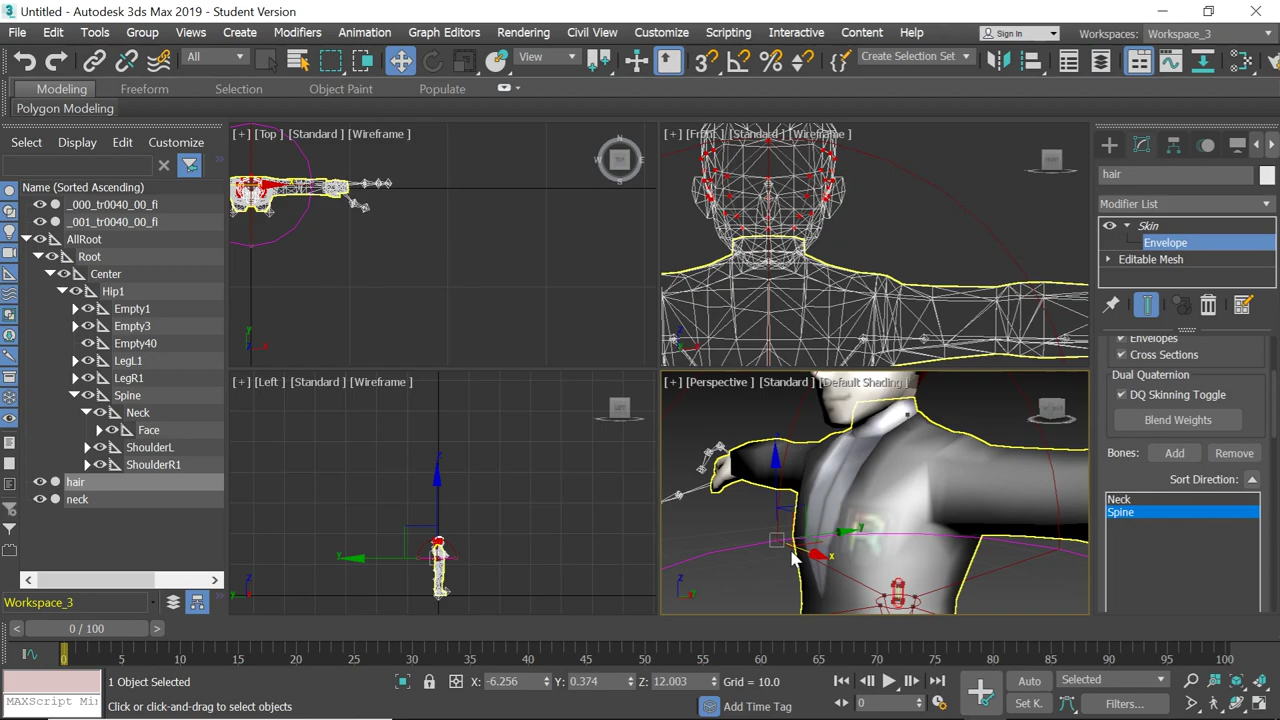 Untitled - Autodesk 3ds Max 2019 - Student Version
File Edit Tools Group Views Create Modifiers Animation Graph Editors Rendering Civil View Customize Scripting Interactive Content Help Sign In Workspaces: Workspace_3
All View Create Selection Set
Modeling Freeform Selection Object Paint Populate
Polygon Modeling
Select Display Edit Customize
Name (Sorted Ascending)
_000_tr0040_00_fi
_001_tr0040_00_fi
AllRoot
Root
Center
Hip1
Empty1
Empty3
Empty40
LegL1
LegR1
Spine
Neck
Face
ShoulderL
ShoulderR1
hair
neck
Workspace_3
[+] [Top] [Standard] [Wireframe]
N
W E
TOP
S
y
x
x
[+] [Front] [Standard] [Wireframe]
FRONT
z
x
[+] [Left] [Standard] [Wireframe]
LEFT
z
y
z
y
[+] [Perspective] [Standard] [Default Shading]
z
y
x
z
hair
Modifier List
Skin
Envelope
Editable Mesh
Envelopes
Cross Sections
Dual Quaternion
DQ Skinning Toggle
Blend Weights
Bones: Add Remove
Sort Direction:
Neck
Spine
0 / 100
0 5 10 15 20 25 30 35 40 45 50 55 60 65 70 75 80 85 90 95 100
MAXScript Mi
1 Object Selected
Click or click-and-drag to select objects
X: -6.256 Y: 0.374 Z: 12.003 Grid = 10.0
Add Time Tag
0
Auto Selected
Set K. Filters...